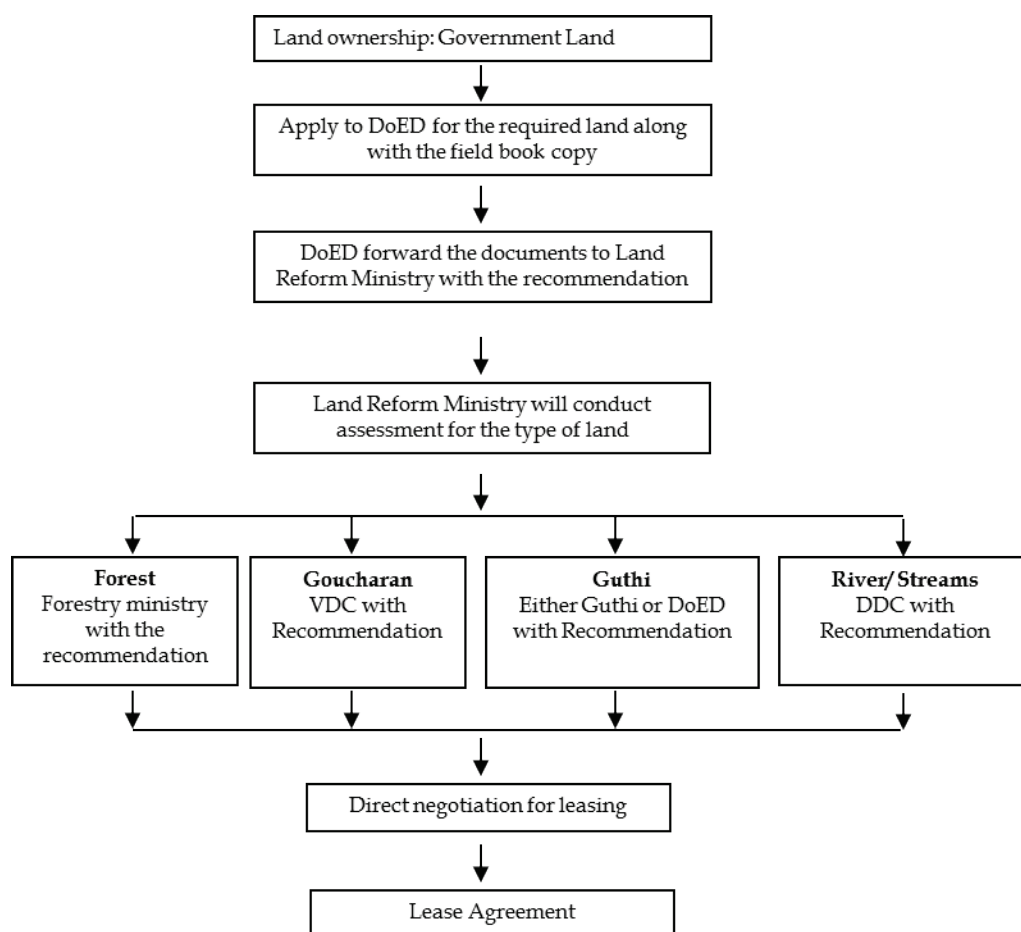 Land ownership: Government Land
Apply to DoED for the required land along
with the field book copy
DoED forward the documents to Land
Reform Ministry with the recommendation
Land Reform Ministry will conduct
assessment for the type of land
Forest
Forestry ministry
with the
recommendation
Goucharan
VDC with
Recommendation
Guthi
Either Guthi or DoED
with Recommendation
River/ Streams
DDC with
Recommendation
Direct negotiation for leasing
Lease Agreement